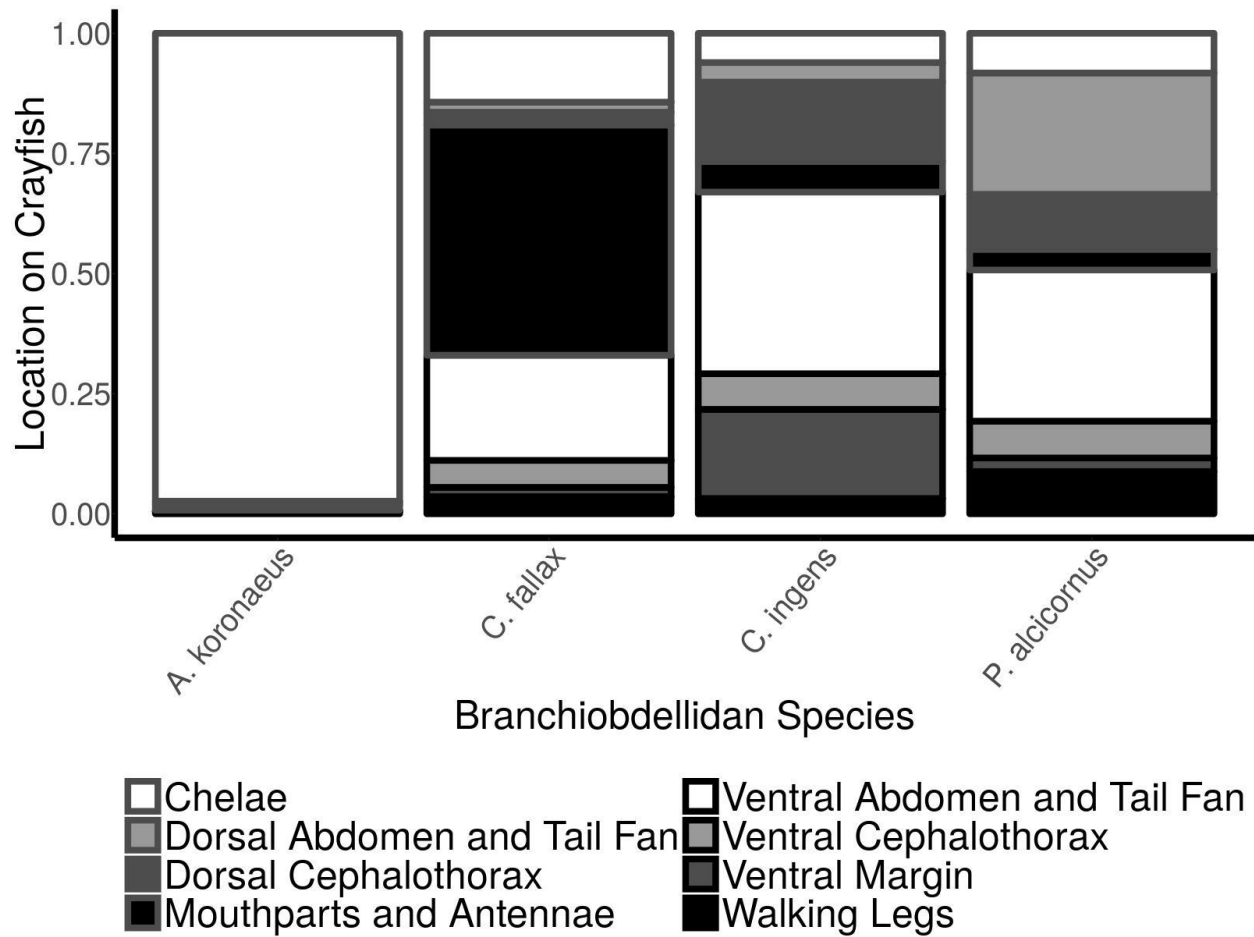 Location on Crayfish
1.00
0.75
0.50
0.25
0.00
A. koronaeus
C. fallax
C. ingens
P. alcicornus
Branchiobdellidan Species
Chelae
Dorsal Abdomen and Tail Fan
Dorsal Cephalothorax
Mouthparts and Antennae
Ventral Abdomen and Tail Fan
Ventral Cephalothorax
Ventral Margin
Walking Legs